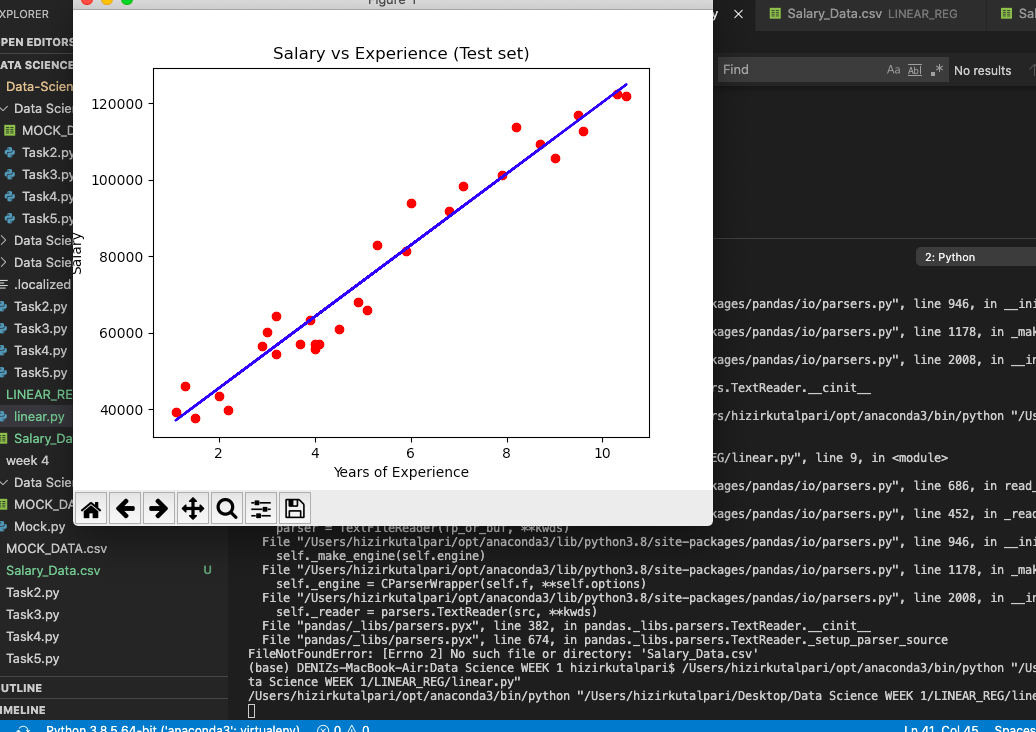 Figure 1
EXPLORER
Salary_Data.csv LINEAR_REG
Find
Aa Abl .* No results
OPEN EDITORS
DATA SCIENCE
Data-Scien
Data Scie
MOCK_D
Task2.py
Task3.py
Task4.py
Task5.py
Data Scie
Data Scie
.localized
Task2.py
Task3.py
Task4.py
Task5.py
LINEAR_RE
linear.py
Salary_Da
week 4
Data Scie
MOCK_DA
Mock.py
MOCK_DATA.csv
Salary_Data.csv U
Task2.py
Task3.py
Task4.py
Task5.py
OUTLINE
TIMELINE
Salary vs Experience (Test set)
120000
100000
80000
60000
40000
Salary
2 4 6 8 10
Years of Experience
2: Python
kages/pandas/io/parsers.py", line 946, in __ini
kages/pandas/io/parsers.py", line 1178, in _mak
kages/pandas/io/parsers.py", line 2008, in __in
rs.TextReader.__cinit__
rs/hizirkutalpari/opt/anaconda3/bin/python "/Us
EG/linear.py", line 9, in <module>
kages/pandas/io/parsers.py", line 686, in read_
kages/pandas/io/parsers.py", line 452, in _read
parser = TextFileReader(fp_or_buf, **kwds)
File "/Users/hizirkutalpari/opt/anaconda3/lib/python3.8/site-packages/pandas/io/parsers.py", line 946, in __ini
self._make_engine(self.engine)
File "/Users/hizirkutalpari/opt/anaconda3/lib/python3.8/site-packages/pandas/io/parsers.py", line 1178, in _mak
self._engine = CParserWrapper(self.f, **self.options)
File "/Users/hizirkutalpari/opt/anaconda3/lib/python3.8/site-packages/pandas/io/parsers.py", line 2008, in __in
self._reader = parsers.TextReader(src, **kwds)
File "pandas/_libs/parsers.pyx", line 382, in pandas._libs.parsers.TextReader.__cinit__
File "pandas/_libs/parsers.pyx", line 674, in pandas._libs.parsers.TextReader._setup_parser_source
FileNotFoundError: [Errno 2] No such file or directory: 'Salary_Data.csv'
(base) DENIZs-MacBook-Air:Data Science WEEK 1 hizirkutalpari$ /Users/hizirkutalpari/opt/anaconda3/bin/python "/Us
ta Science WEEK 1/LINEAR_REG/linear.py"
/Users/hizirkutalpari/opt/anaconda3/bin/python "/Users/hizirkutalpari/Desktop/Data Science WEEK 1/LINEAR_REG/line
Python 3.8.5 64-bit ('anaconda3': virtualenv) 0 0 Ln 41, Col 45 Spaces